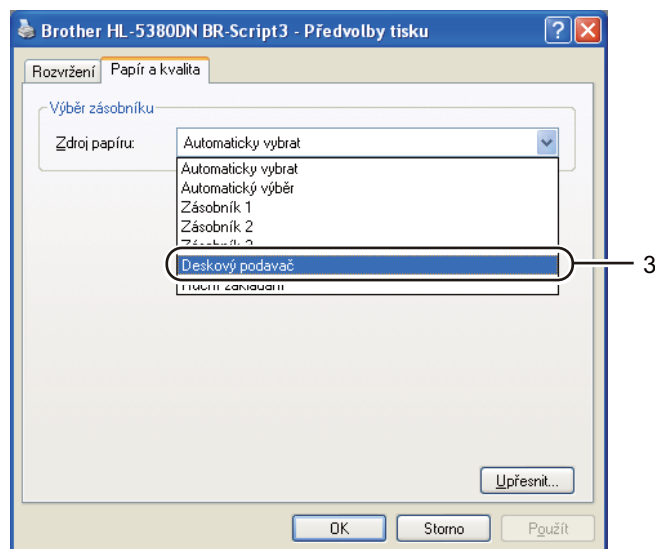 Brother HL-5380DN BR-Script3 - Předvolby tisku
Rozvržení Papír a kvalita
Výběr zásobníku
Zdroj papíru: Automaticky vybrat
Automaticky vybrat
Automatický výběr
Zásobník 1
Zásobník 2
Deskový podavač
3
Upřesnit...
OK Storno Použít